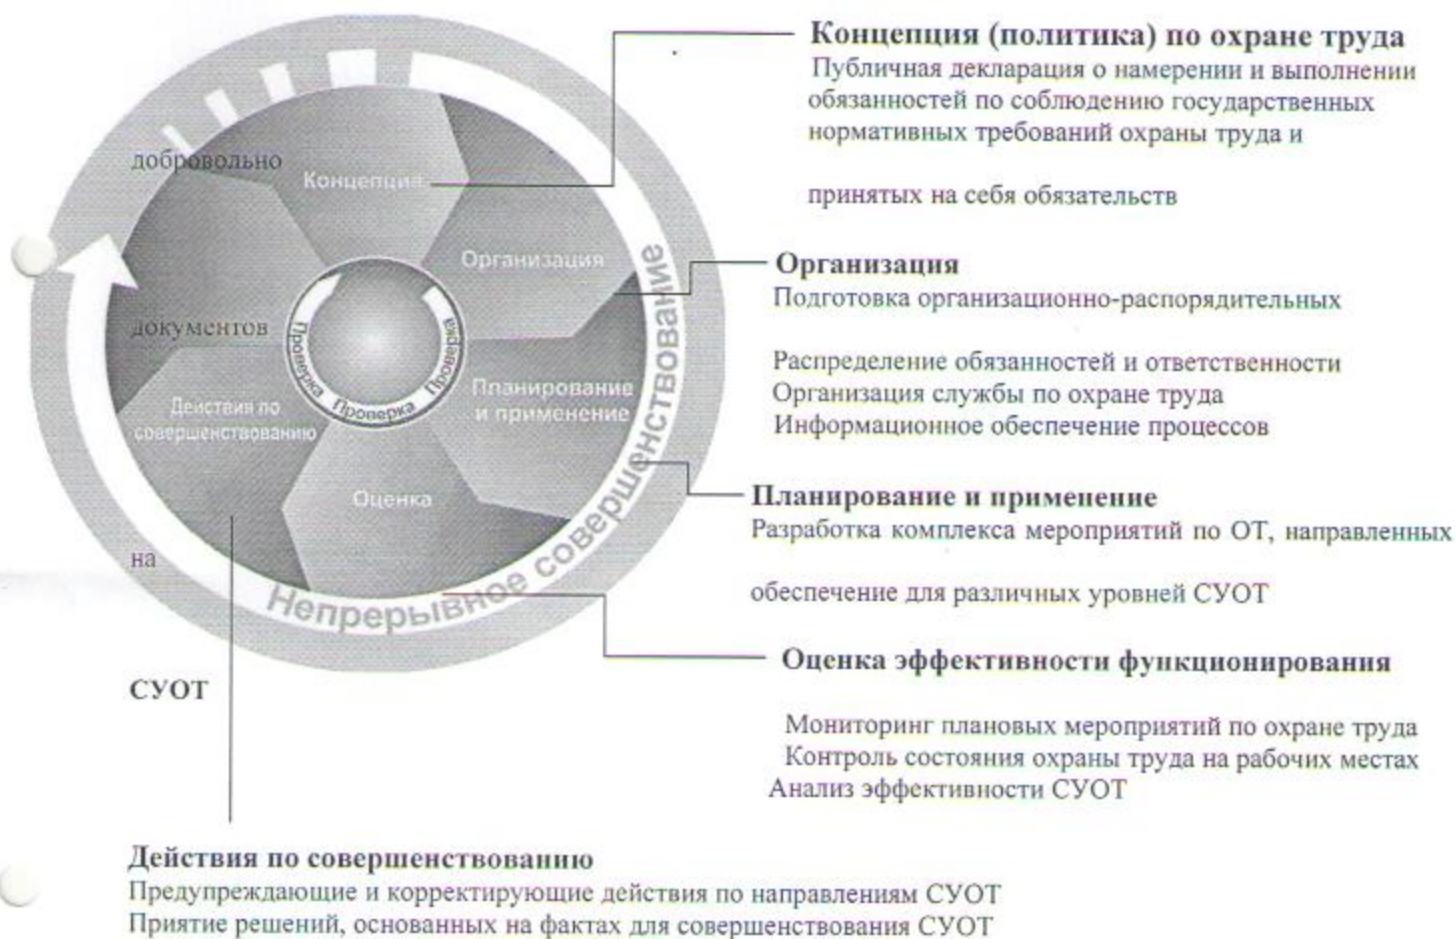 Концепция (политика) по охране труда
Публичная декларация о намерении и выполнении
обязанностей по соблюдению государственных
нормативных требований охраны труда и
добровольно
принятых на себя обязательств
Концепция
Организация
Планирование
и применение
Оценка
Действия по
совершенствованию
Проверка
Проверка
Проверка
Непрерывное совершенствование
Организация
Подготовка организационно-распорядительных
документов
Распределение обязанностей и ответственности
Организация службы по охране труда
Информационное обеспечение процессов
Планирование и применение
Разработка комплекса мероприятий по ОТ, направленных
на
обеспечение для различных уровней СУОТ
Оценка эффективности функционирования
СУОТ
Мониторинг плановых мероприятий по охране труда
Контроль состояния охраны труда на рабочих местах
Анализ эффективности СУОТ
Действия по совершенствованию
Предупреждающие и корректирующие действия по направлениям СУОТ
Приятие решений, основанных на фактах для совершенствования СУОТ